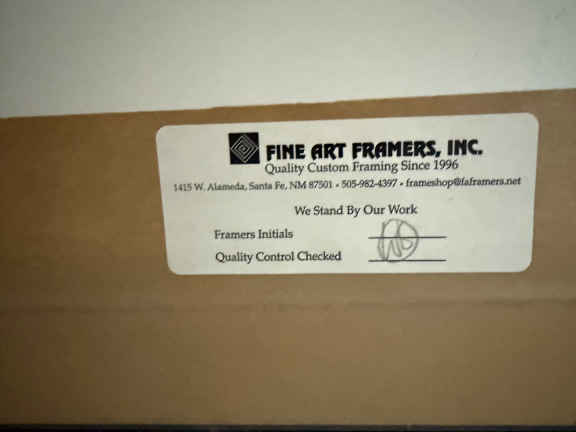 FINE ART FRAMERS, INC.
Quality Custom Framing Since 1996
1415 W. Alameda, Santa Fe, NM 87501 • 505-982-4397 • frameshop@faframers.net
We Stand By Our Work
Framers Initials
Quality Control Checked